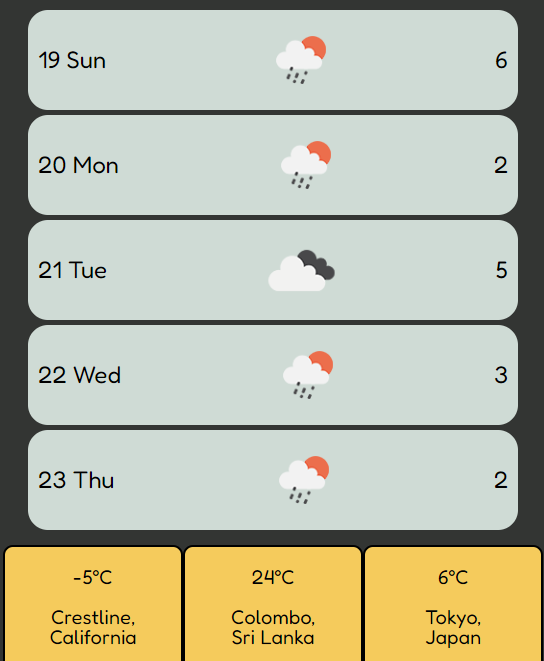 19 Sun 6
20 Mon 2
21 Tue 5
22 Wed 3
23 Thu 2
-5°C 24°C 6°C
Crestline, Colombo, Tokyo,
California Sri Lanka Japan